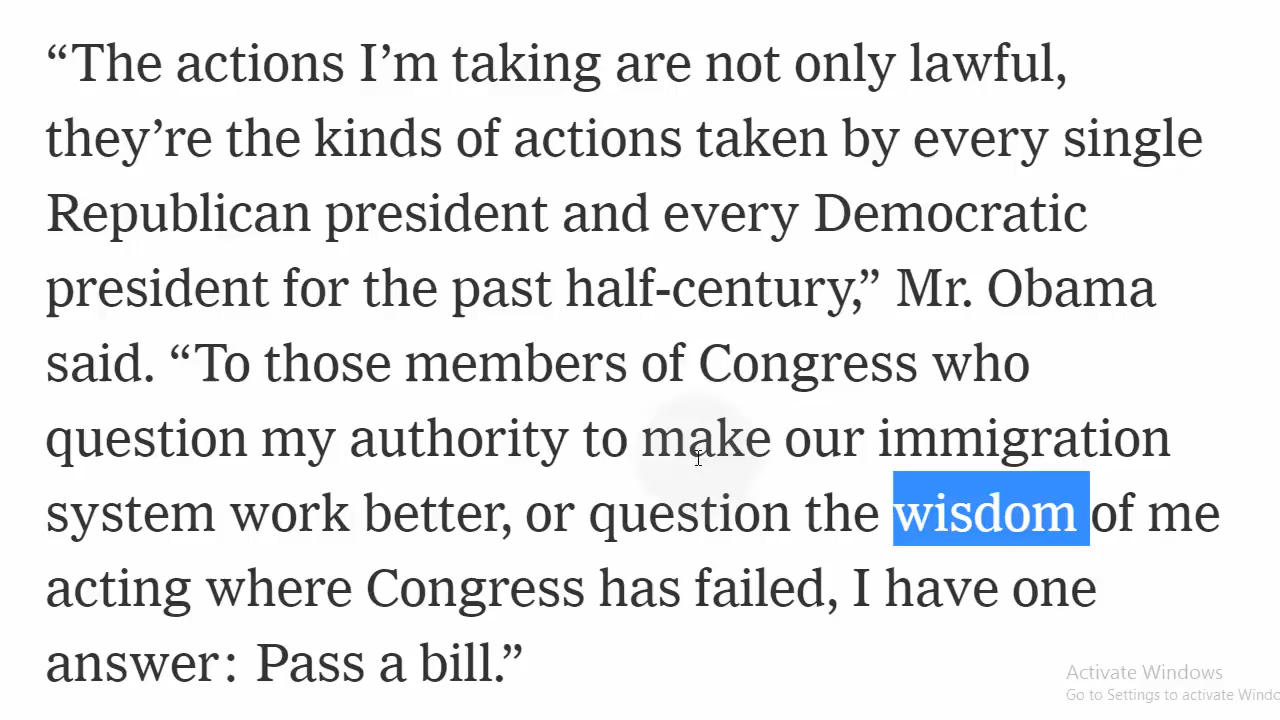 “The actions I’m taking are not only lawful,
they’re the kinds of actions taken by every single
Republican president and every Democratic
president for the past half-century,” Mr. Obama
said. “To those members of Congress who
question my authority to make our immigration
system work better, or question the wisdom of me
acting where Congress has failed, I have one
answer: Pass a bill.”
Activate Windows
Go to Settings to activate Windo